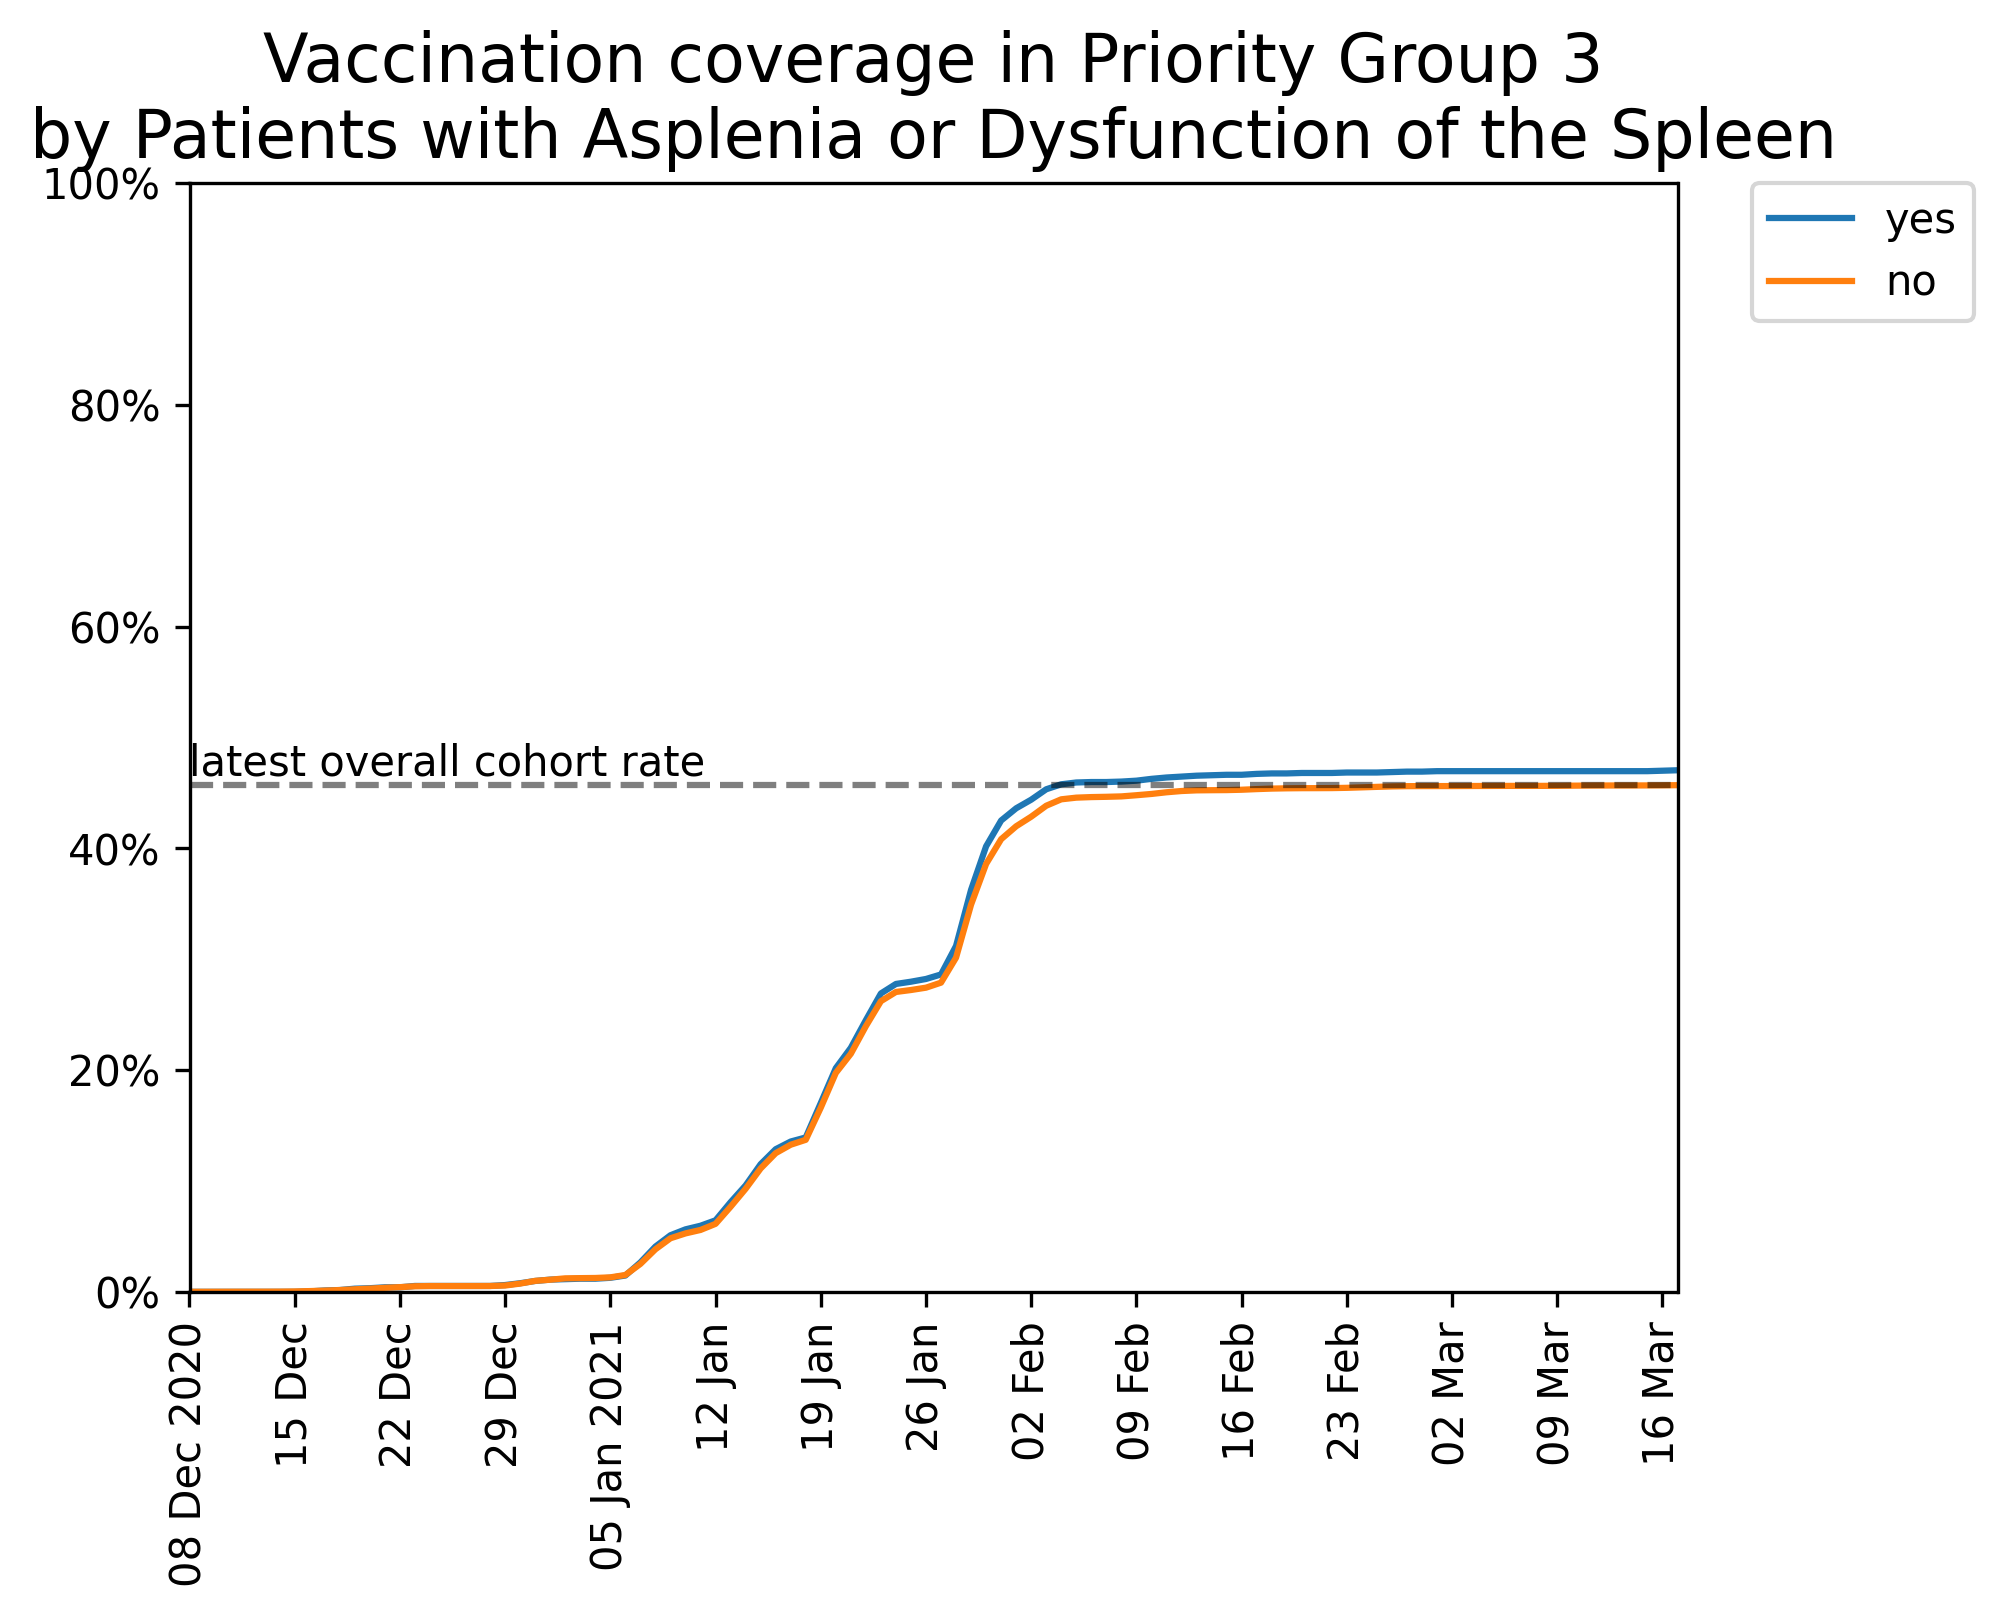 Vaccination coverage in Priority Group 3
by Patients with Asplenia or Dysfunction of the Spleen
100%
80%
60%
40%
20%
0%
latest overall cohort rate
yes
no
08 Dec 2020
15 Dec
22 Dec
29 Dec
05 Jan 2021
12 Jan
19 Jan
26 Jan
02 Feb
09 Feb
16 Feb
23 Feb
02 Mar
09 Mar
16 Mar